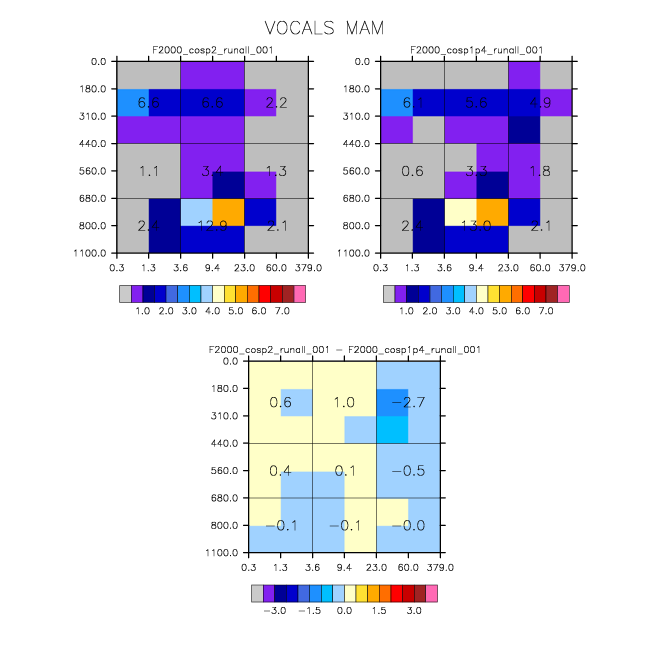 VOCALS MAM
F2000_cosp2_runall_001
0.0
180.0
310.0
440.0
560.0
680.0
800.0
1100.0
6.6 6.6 2.2
1.1 3.4 1.3
2.4 12.9 2.1
0.3 1.3 3.6 9.4 23.0 60.0 379.0
1.0 2.0 3.0 4.0 5.0 6.0 7.0
F2000_cosp1p4_runall_001
0.0
180.0
310.0
440.0
560.0
680.0
800.0
1100.0
6.1 5.6 4.9
0.6 3.3 1.8
2.4 13.0 2.1
0.3 1.3 3.6 9.4 23.0 60.0 379.0
1.0 2.0 3.0 4.0 5.0 6.0 7.0
F2000_cosp2_runall_001 − F2000_cosp1p4_runall_001
0.0
180.0
310.0
440.0
560.0
680.0
800.0
1100.0
0.6 1.0 −2.7
0.4 0.1 −0.5
−0.1 −0.1 −0.0
0.3 1.3 3.6 9.4 23.0 60.0 379.0
−3.0 −1.5 0.0 1.5 3.0